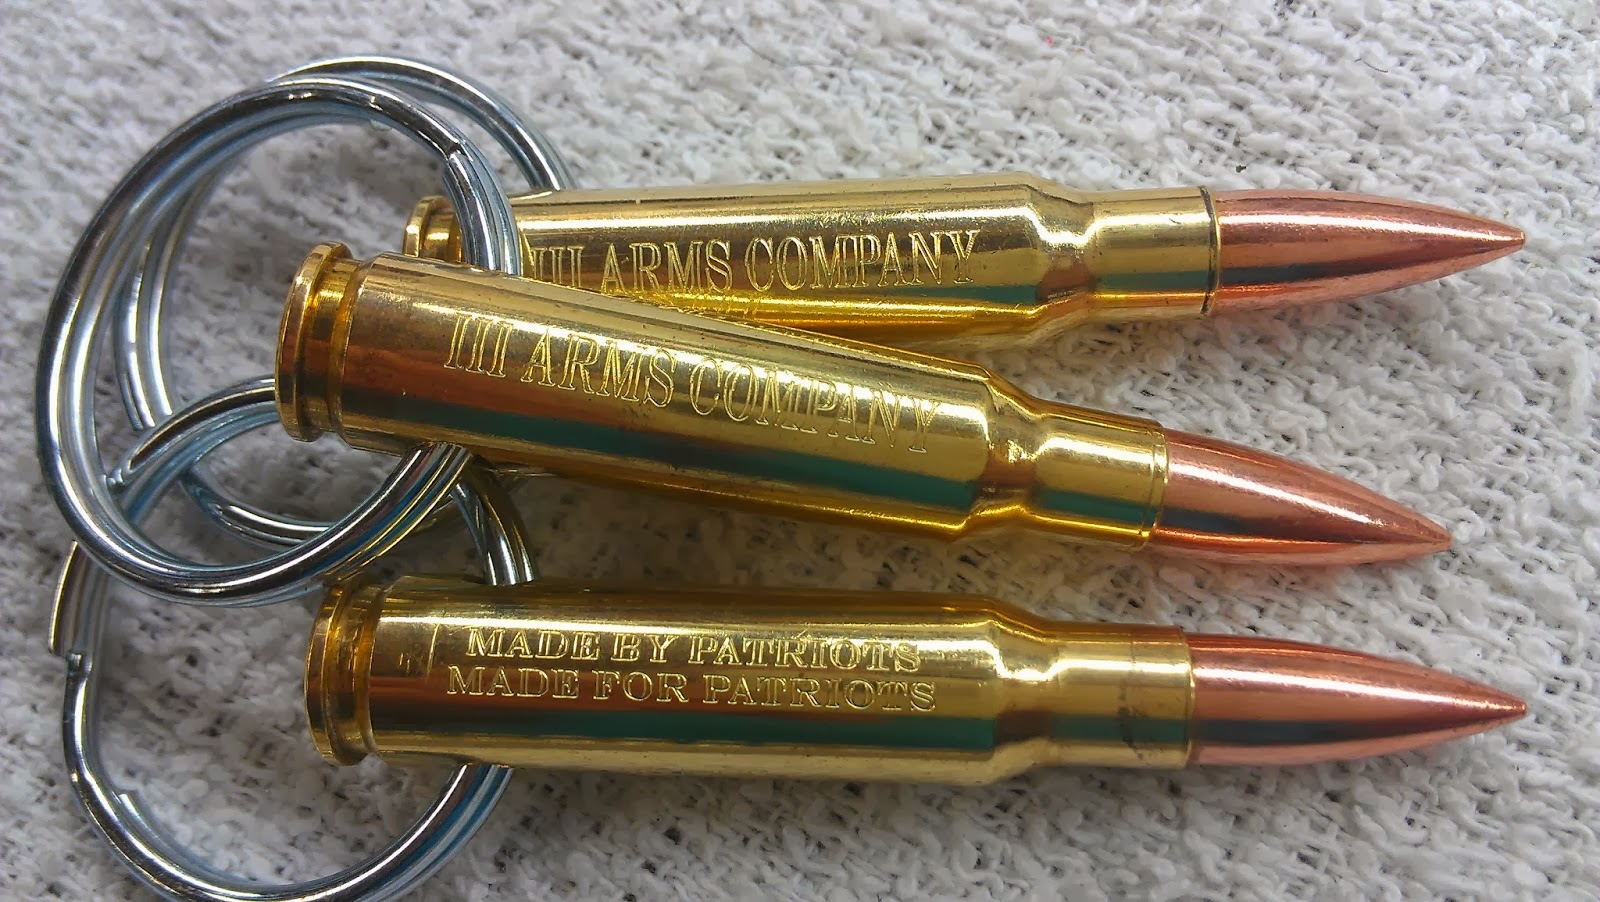 III ARMS COMPANY
III ARMS COMPANY
MADE BY PATRIOTS
MADE FOR PATRIOTS